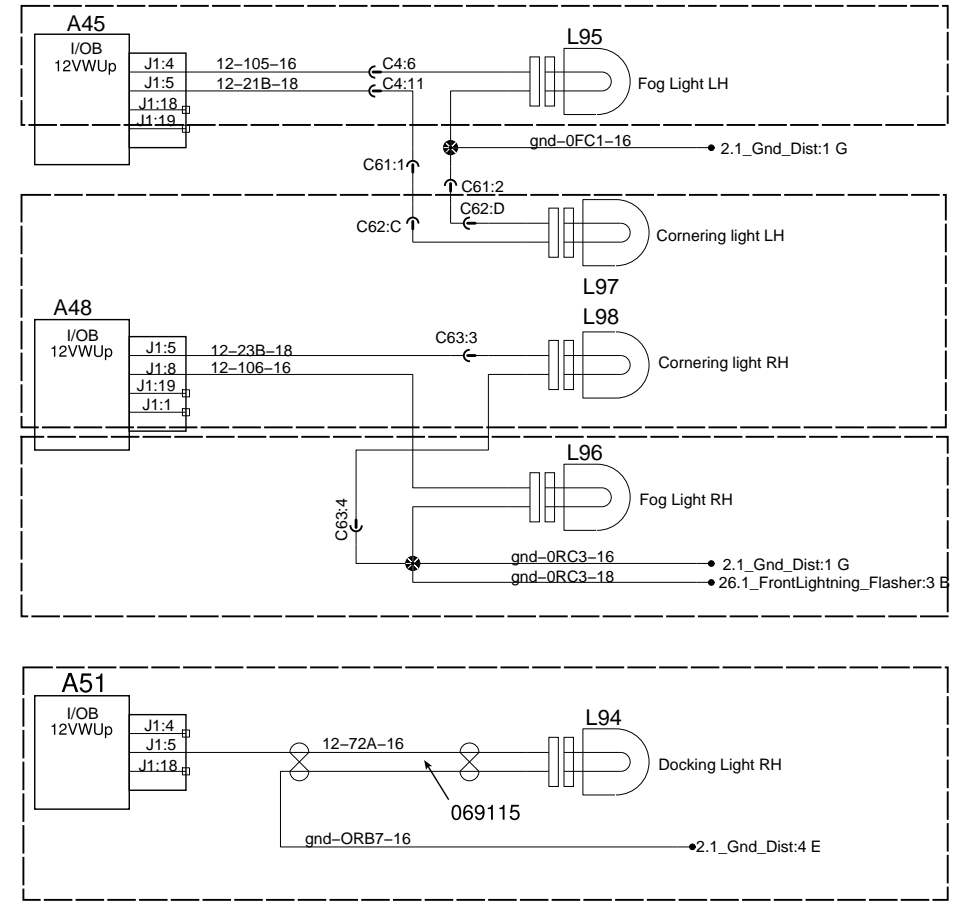 A45
I/OB
12VWUp
J1:4
J1:5
J1:18
J1:19
12–105–16
12–21B–18
C4:6
C4:11
L95
Fog Light LH
gnd–0FC1–16
2.1_Gnd_Dist:1 G
C61:1
C61:2
C62:C
C62:D
Cornering light LH
L97
A48
I/OB
12VWUp
J1:5
J1:8
J1:19
J1:1
12–23B–18
12–106–16
C63:3
L98
Cornering light RH
L96
Fog Light RH
C63:4
gnd–0RC3–16
2.1_Gnd_Dist:1 G
gnd–0RC3–18
26.1_FrontLightning_Flasher:3 B
A51
I/OB
12VWUp
J1:4
J1:5
J1:18
12–72A–16
L94
Docking Light RH
069115
gnd–ORB7–16
2.1_Gnd_Dist:4 E